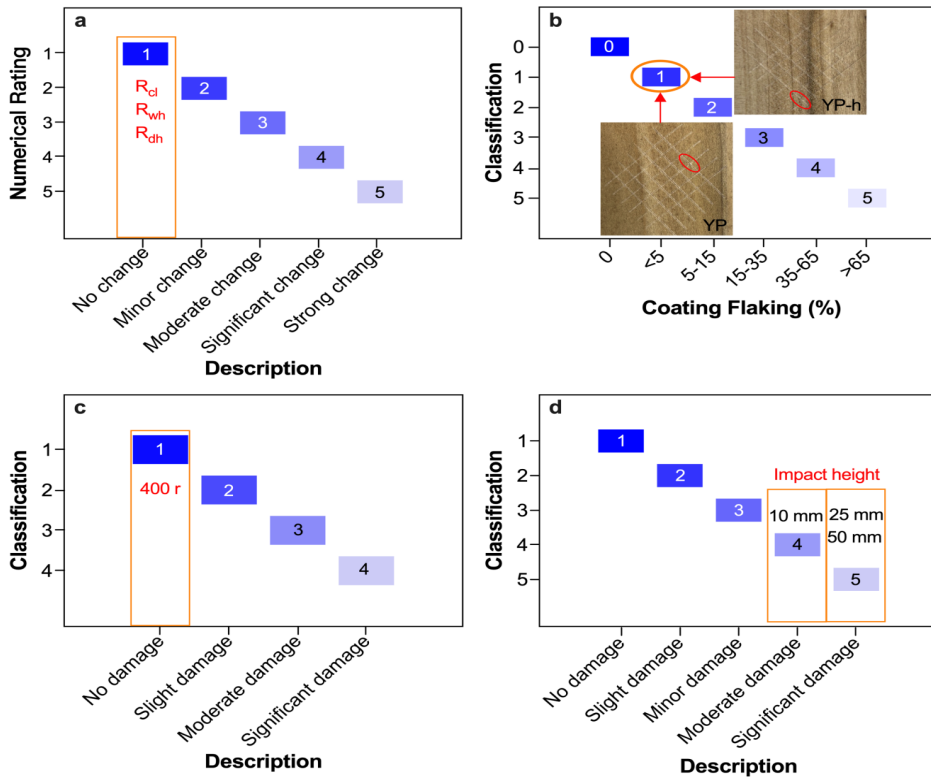 a
Numerical Rating
1
2
3
4
5
1
R_cl
R_wh
R_dh
2
3
4
5
No change
Minor change
Moderate change
Significant change
Strong change
Description
b
Classification
0
1
2
3
4
5
0
1
2
3
4
5
YP-h
YP
0
<5
5-15
15-35
35-65
>65
Coating Flaking (%)
c
Classification
1
2
3
4
1
400 r
2
3
4
No damage
Slight damage
Moderate damage
Significant damage
Description
d
Classification
1
2
3
4
5
1
2
3
Impact height
10 mm
25 mm
50 mm
4
5
No damage
Slight damage
Minor damage
Moderate damage
Significant damage
Description